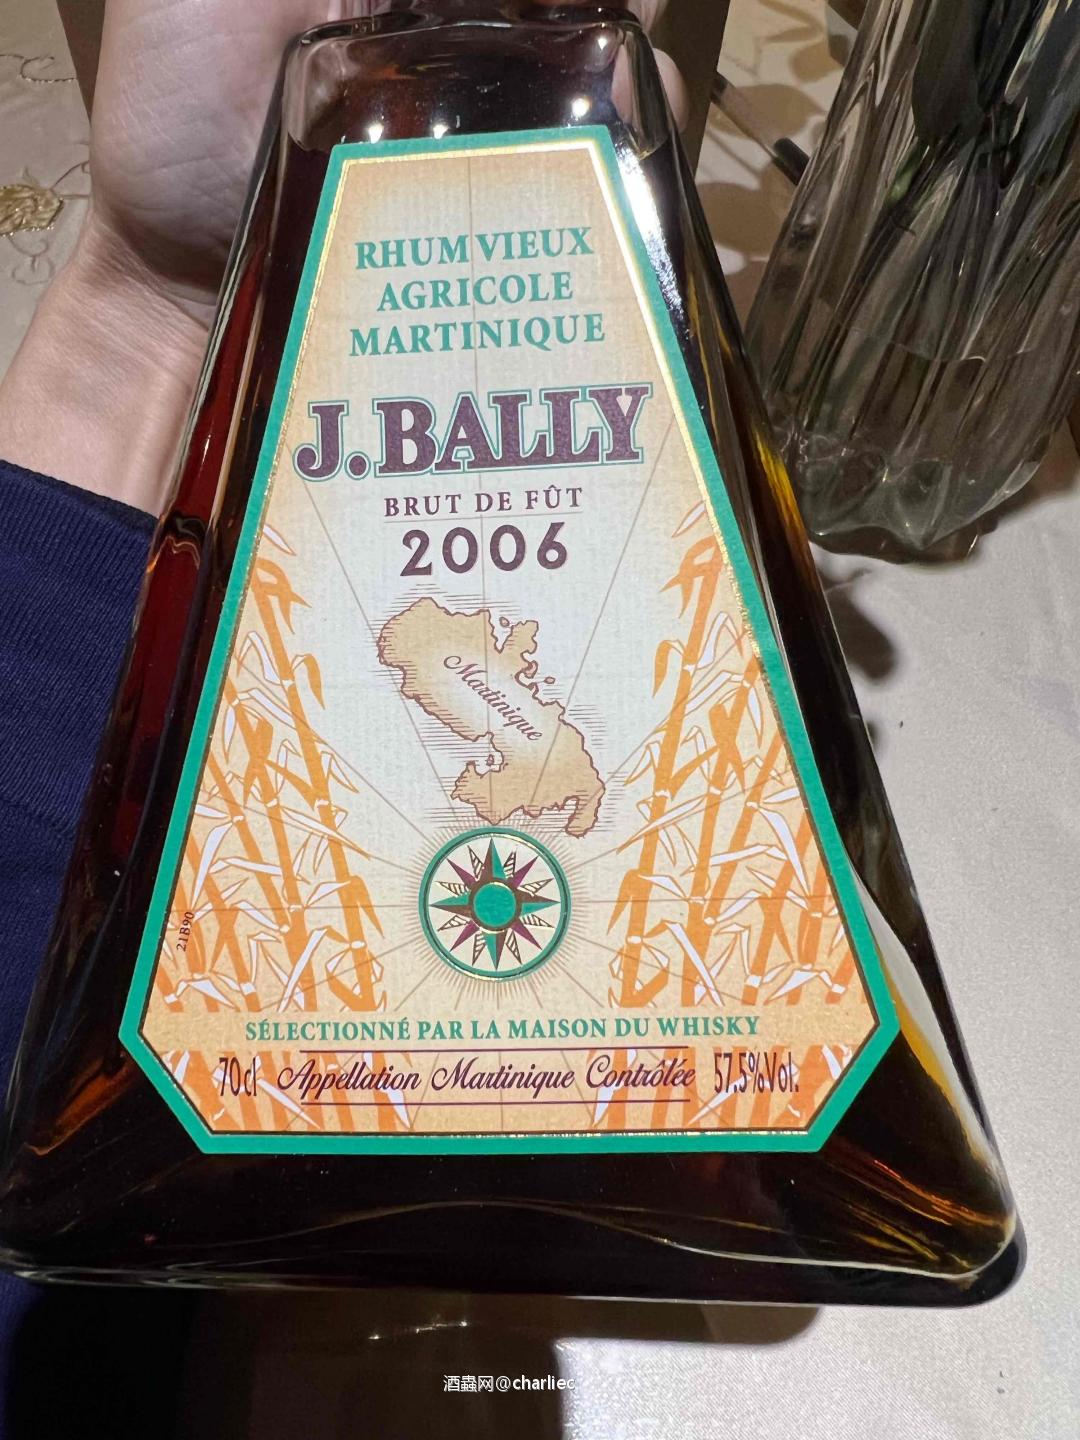 RHUM VIEUX
AGRICOLE
MARTINIQUE
J. BALLY
BRUT DE FÛT
2006
Martinique
21B90
SÉLECTIONNÉ PAR LA MAISON DU WHISKY
70cl Appellation Martinique Contrôlée 57.5%Vol.
酒蟲网@charliec